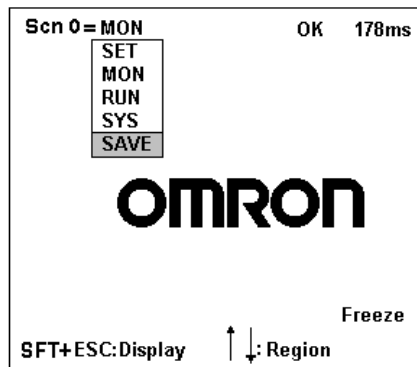 Scn 0=MON OK 178ms
SET
MON
RUN
SYS
SAVE
OMRON
Freeze
SFT+ESC:Display ↑↓: Region